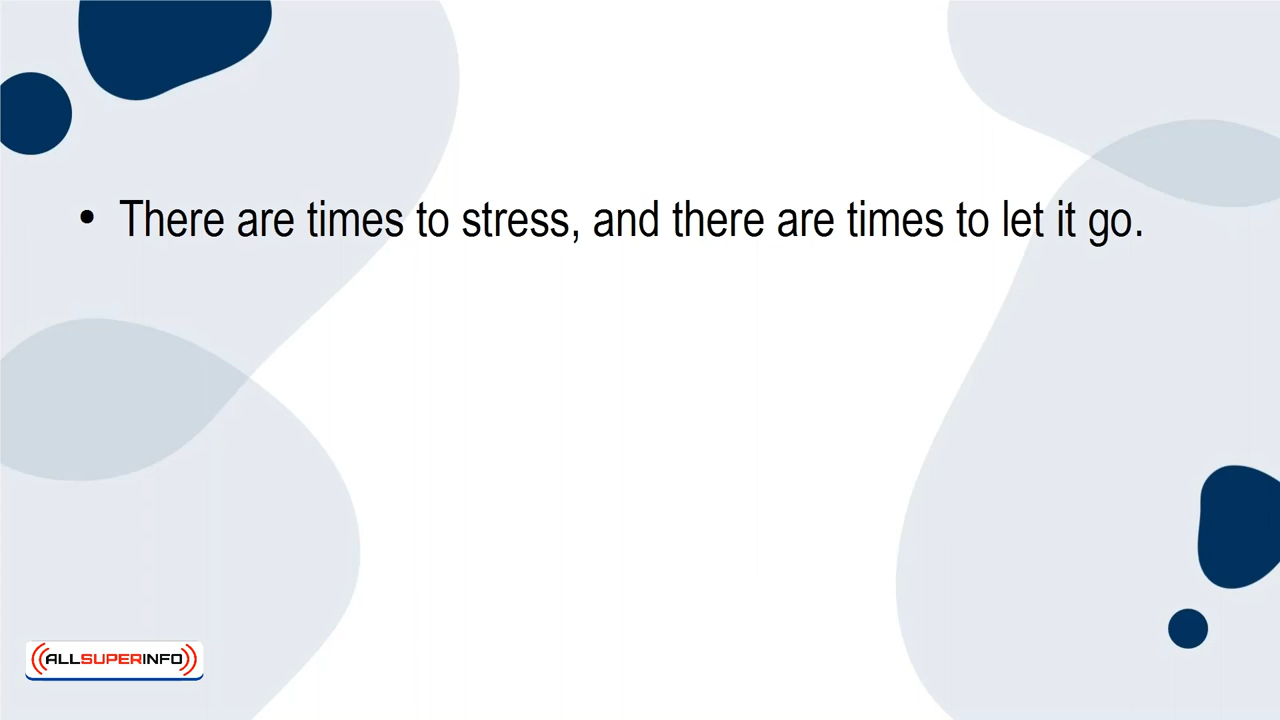 • There are times to stress, and there are times to let it go.
ALLSUPERINFO